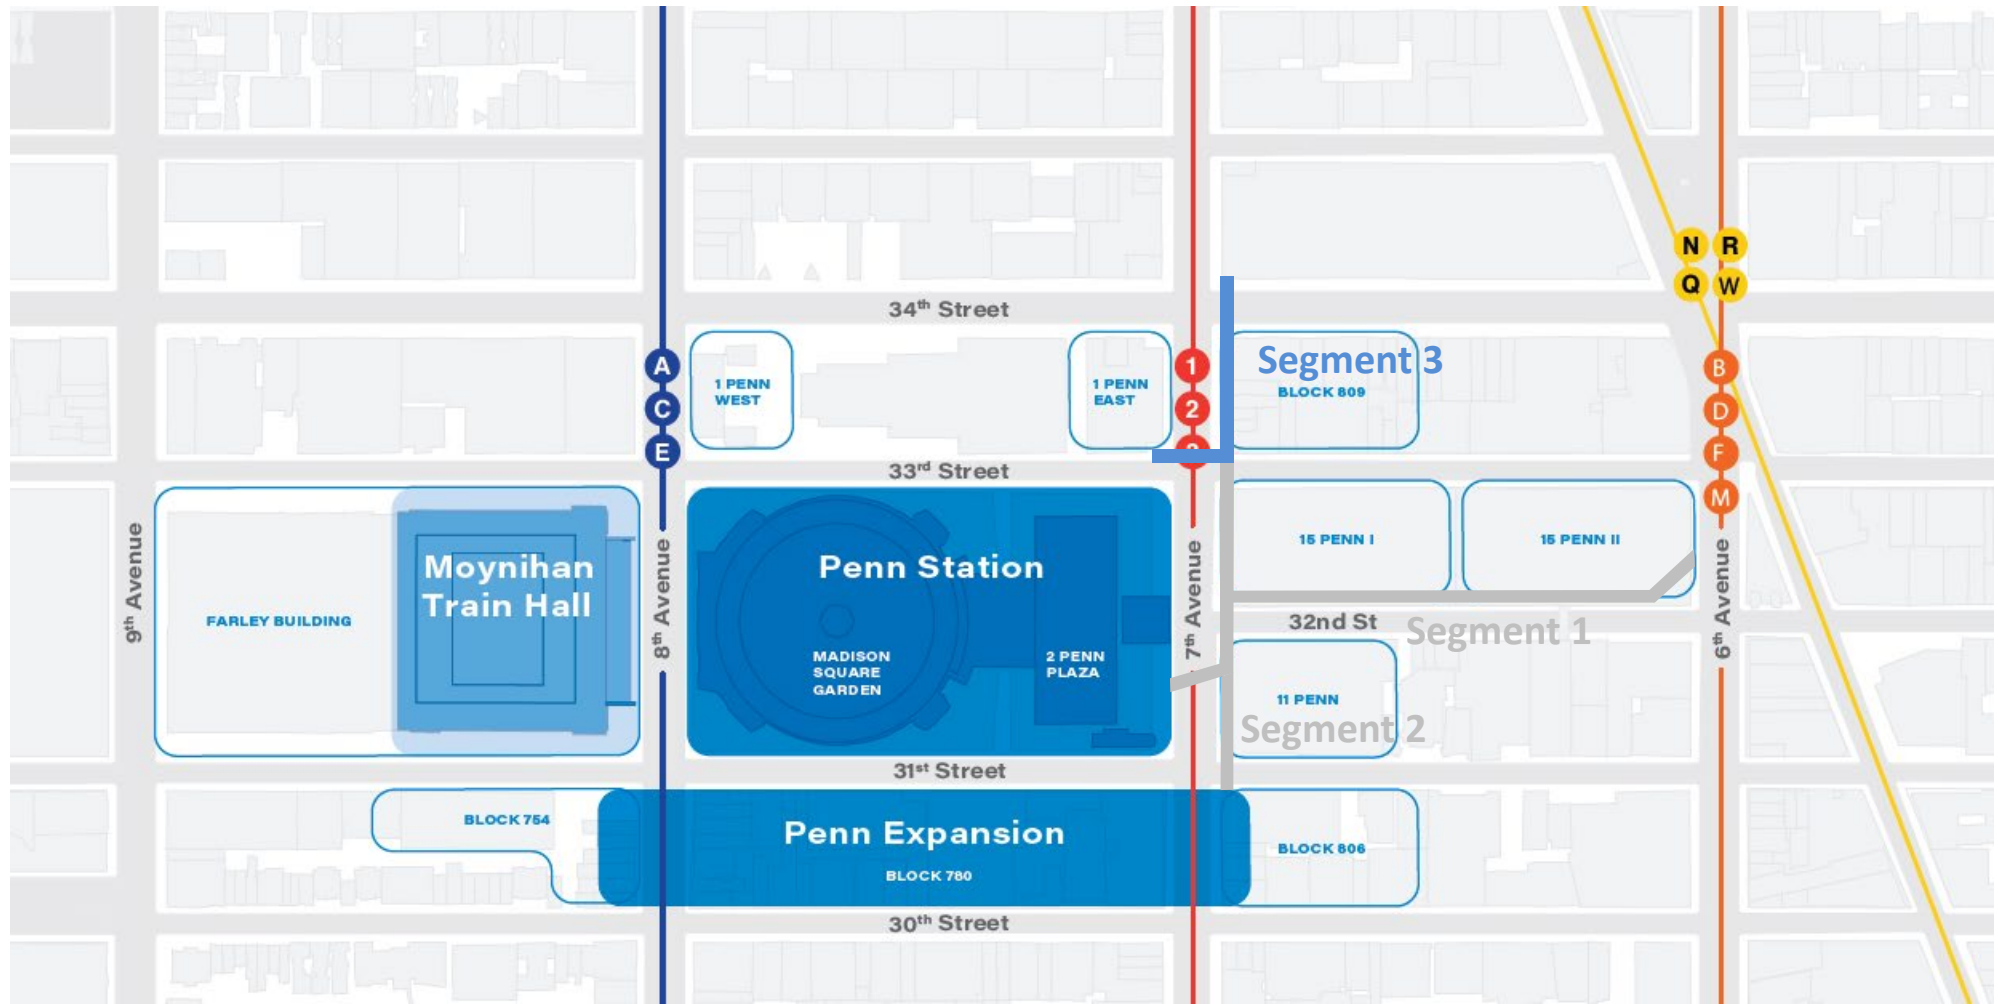 N R
Q W
34th Street
Segment 3
A
C
E
1 PENN
WEST
1 PENN
EAST
1
2
3
BLOCK 809
B
D
F
M
33rd Street
9th Avenue
8th Avenue
7th Avenue
6th Avenue
FARLEY BUILDING
Moynihan
Train Hall
Penn Station
MADISON
SQUARE
GARDEN
2 PENN
PLAZA
15 PENN I
15 PENN II
32nd St
Segment 1
11 PENN
Segment 2
31st Street
BLOCK 754
Penn Expansion
BLOCK 780
BLOCK 806
30th Street